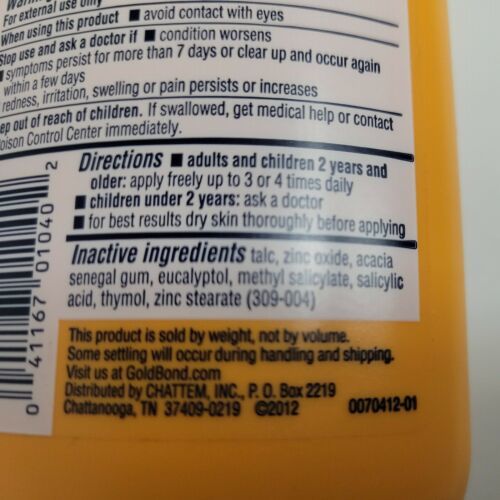 For external use only
When using this product ■ avoid contact with eyes
Stop use and ask a doctor if ■ condition worsens
■ symptoms persist for more than 7 days or clear up and occur again
within a few days
redness, irritation, swelling or pain persists or increases
ep out of reach of children. If swallowed, get medical help or contact
oison Control Center immediately.
Directions ■ adults and children 2 years and
older: apply freely up to 3 or 4 times daily
■ children under 2 years: ask a doctor
■ for best results dry skin thoroughly before applying
Inactive ingredients talc, zinc oxide, acacia
senegal gum, eucalyptol, methyl salicylate, salicylic
acid, thymol, zinc stearate (309-004)
0 41167 01040 2
This product is sold by weight, not by volume.
Some settling will occur during handling and shipping.
Visit us at GoldBond.com
Distributed by CHATTEM, INC., P. O. Box 2219
Chattanooga, TN 37409-0219 ©2012 0070412-01